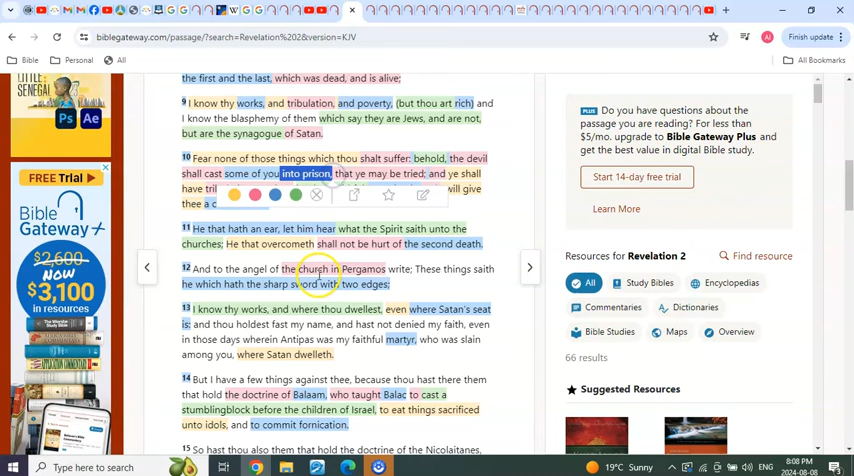 biblegateway.com/passage/?search=Revelation%202&version=KJV
AI
Finish update
Bible
Personal
All
All Bookmarks
LITTLE
SENEGAL
Ps
Ae
FREE TRIAL
BIBLE
GATEWAY
Bible
Gateway
$2,600
NOW
$3,100
in resources
the first and the last, which was dead, and is alive;
9 I know thy works, and tribulation, and poverty, (but thou art rich) and
I know the blasphemy of them which say they are Jews, and are not,
but are the synagogue of Satan.
10 Fear none of those things which thou shalt suffer: behold, the devil
shall cast some of you into prison, that ye may be tried; and ye shall
have
will give
thee a c
11 He that hath an ear, let him hear what the Spirit saith unto the
churches; He that overcometh shall not be hurt of the second death.
12 And to the angel of the church in Pergamos write; These things saith
he which hath the sharp sword with two edges;
13 I know thy works, and where thou dwellest, even where Satan's seat
is: and thou holdest fast my name, and hast not denied my faith, even
in those days wherein Antipas was my faithful martyr, who was slain
among you, where Satan dwelleth.
14 But I have a few things against thee, because thou hast there them
that hold the doctrine of Balaam, who taught Balac to cast a
stumblingblock before the children of Israel, to eat things sacrificed
unto idols, and to commit fornication.
15 So hast thou also them that hold the doctrine of the Nicolaitanes,
PLUS Do you have questions about the
passage you are reading? For less than
$5/mo. upgrade to Bible Gateway Plus and
get the best value in digital Bible study.
Start 14-day free trial
Learn More
Resources for Revelation 2
Find resource
All
Study Bibles
Encyclopedias
Commentaries
Dictionaries
Bible Studies
Maps
Overview
66 results
Suggested Resources
Type here to search
19°C Sunny
ENG
8:08 PM
2024-08-08
3